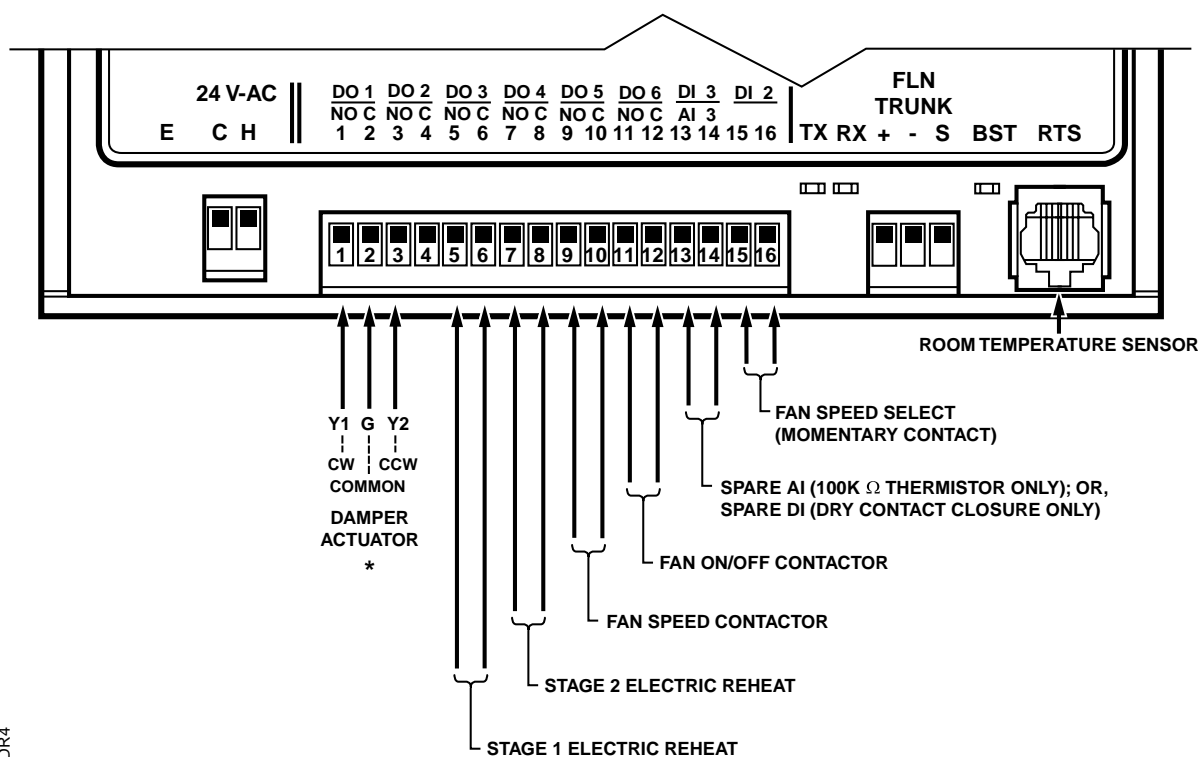 24 V-AC
E C H
DO 1 DO 2 DO 3 DO 4 DO 5 DO 6 DI 3 DI 2
NO C NO C NO C NO C NO C NO C AI 3
1 2 3 4 5 6 7 8 9 10 11 12 13 14 15 16
FLN
TRUNK
TX RX + - S BST RTS
1 2 3 4 5 6 7 8 9 10 11 12 13 14 15 16
ROOM TEMPERATURE SENSOR
Y1 G Y2
CW CCW
COMMON
DAMPER
ACTUATOR
*
FAN SPEED SELECT
(MOMENTARY CONTACT)
SPARE AI (100K Ω THERMISTOR ONLY); OR,
SPARE DI (DRY CONTACT CLOSURE ONLY)
FAN ON/OFF CONTACTOR
FAN SPEED CONTACTOR
STAGE 2 ELECTRIC REHEAT
STAGE 1 ELECTRIC REHEAT